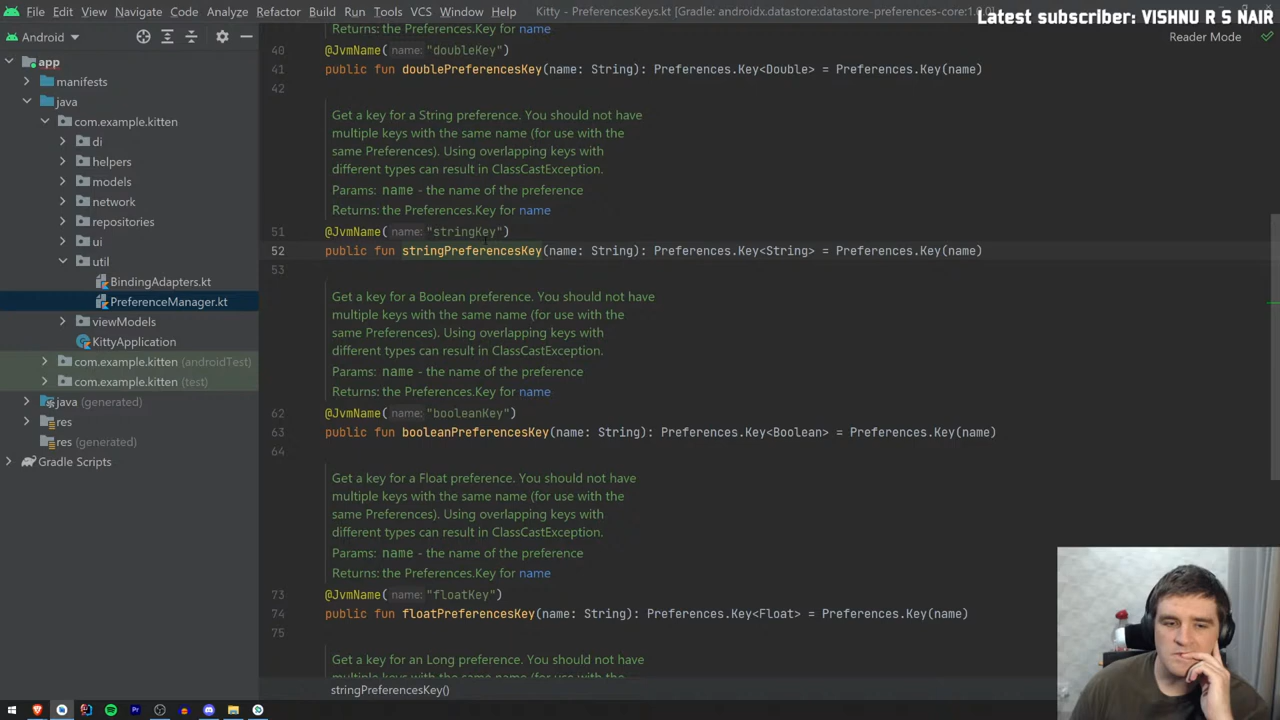 File Edit View Navigate Code Analyze Refactor Build Run Tools VCS Window Help Kitty - PreferencesKeys.kt [Gradle: androidx.datastore:datastore-preferences-core:1.0.0]
Latest subscriber: VISHNU R S NAIR
Android
Reader Mode
app
manifests
java
com.example.kitten
di
helpers
models
network
repositories
ui
util
BindingAdapters.kt
PreferenceManager.kt
viewModels
KittyApplication
com.example.kitten (androidTest)
com.example.kitten (test)
java (generated)
res
res (generated)
Gradle Scripts
Returns: the Preferences.Key for name
40 @JvmName( name: "doubleKey")
41 public fun doublePreferencesKey(name: String): Preferences.Key<Double> = Preferences.Key(name)
42
Get a key for a String preference. You should not have
multiple keys with the same name (for use with the
same Preferences). Using overlapping keys with
different types can result in ClassCastException.
Params: name - the name of the preference
Returns: the Preferences.Key for name
51 @JvmName( name: "stringKey")
52 public fun stringPreferencesKey(name: String): Preferences.Key<String> = Preferences.Key(name)
53
Get a key for a Boolean preference. You should not have
multiple keys with the same name (for use with the
same Preferences). Using overlapping keys with
different types can result in ClassCastException.
Params: name - the name of the preference
Returns: the Preferences.Key for name
62 @JvmName( name: "booleanKey")
63 public fun booleanPreferencesKey(name: String): Preferences.Key<Boolean> = Preferences.Key(name)
64
Get a key for a Float preference. You should not have
multiple keys with the same name (for use with the
same Preferences). Using overlapping keys with
different types can result in ClassCastException.
Params: name - the name of the preference
Returns: the Preferences.Key for name
73 @JvmName( name: "floatKey")
74 public fun floatPreferencesKey(name: String): Preferences.Key<Float> = Preferences.Key(name)
75
Get a key for an Long preference. You should not have
multiple keys with the same name (for use with the
stringPreferencesKey()